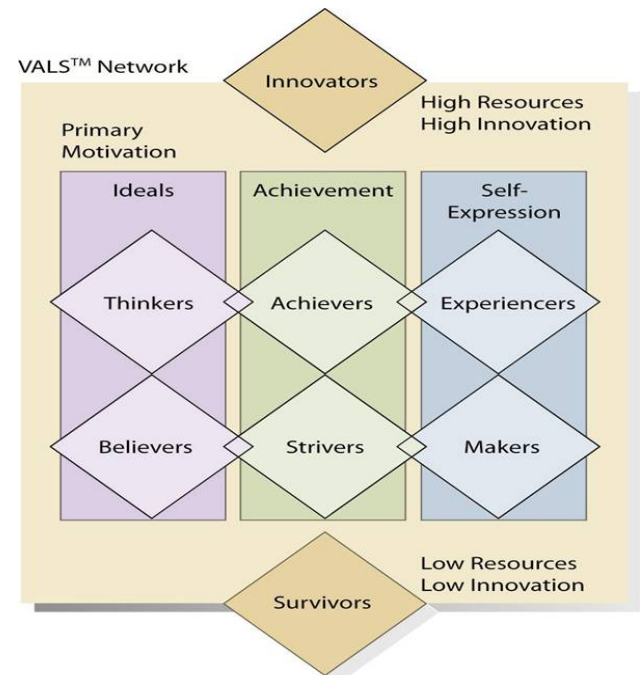 VALS™ Network
Innovators
High Resources
High Innovation
Primary
Motivation
Ideals
Achievement
Self-
Expression
Thinkers
Achievers
Experiencers
Believers
Strivers
Makers
Low Resources
Low Innovation
Survivors